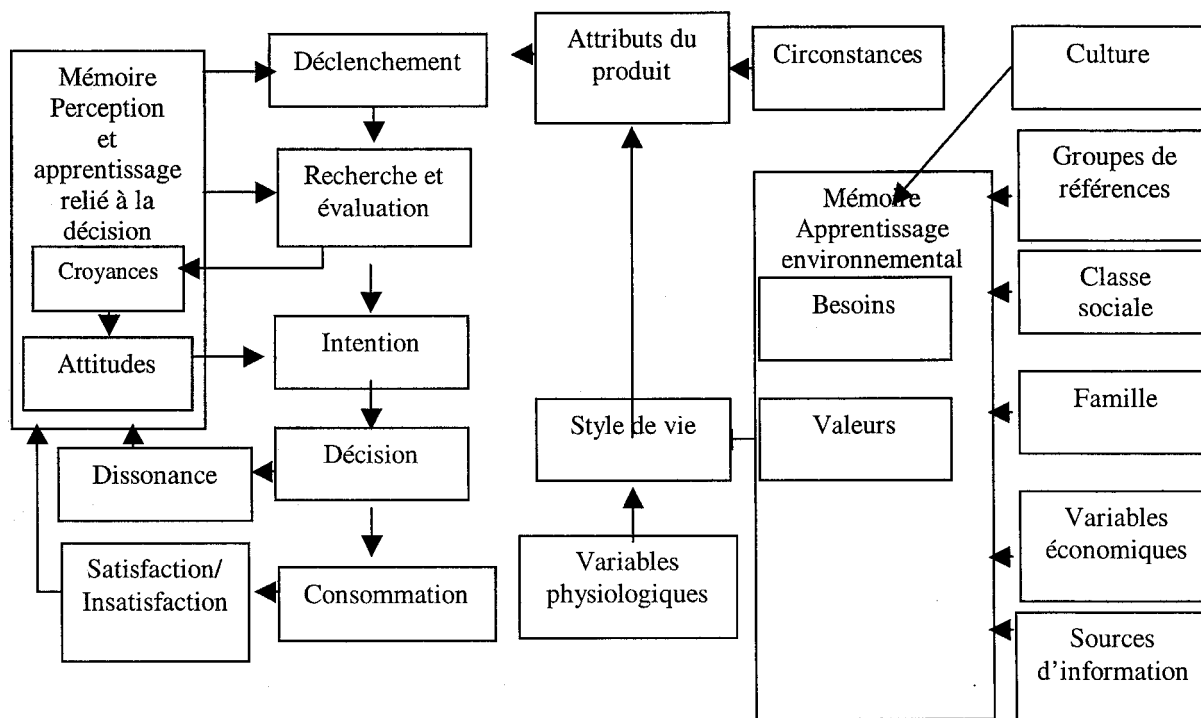 Mémoire
Perception
et
apprentissage
relié à la
décision
Croyances
Attitudes
Dissonance
Satisfaction/
Insatisfaction
Déclenchement
Recherche et
évaluation
Intention
Décision
Consommation
Attributs du
produit
Style de vie
Variables
physiologiques
Circonstances
Mémoire
Apprentissage
environnemental
Besoins
Valeurs
Culture
Groupes de
références
Classe
sociale
Famille
Variables
économiques
Sources
d’information